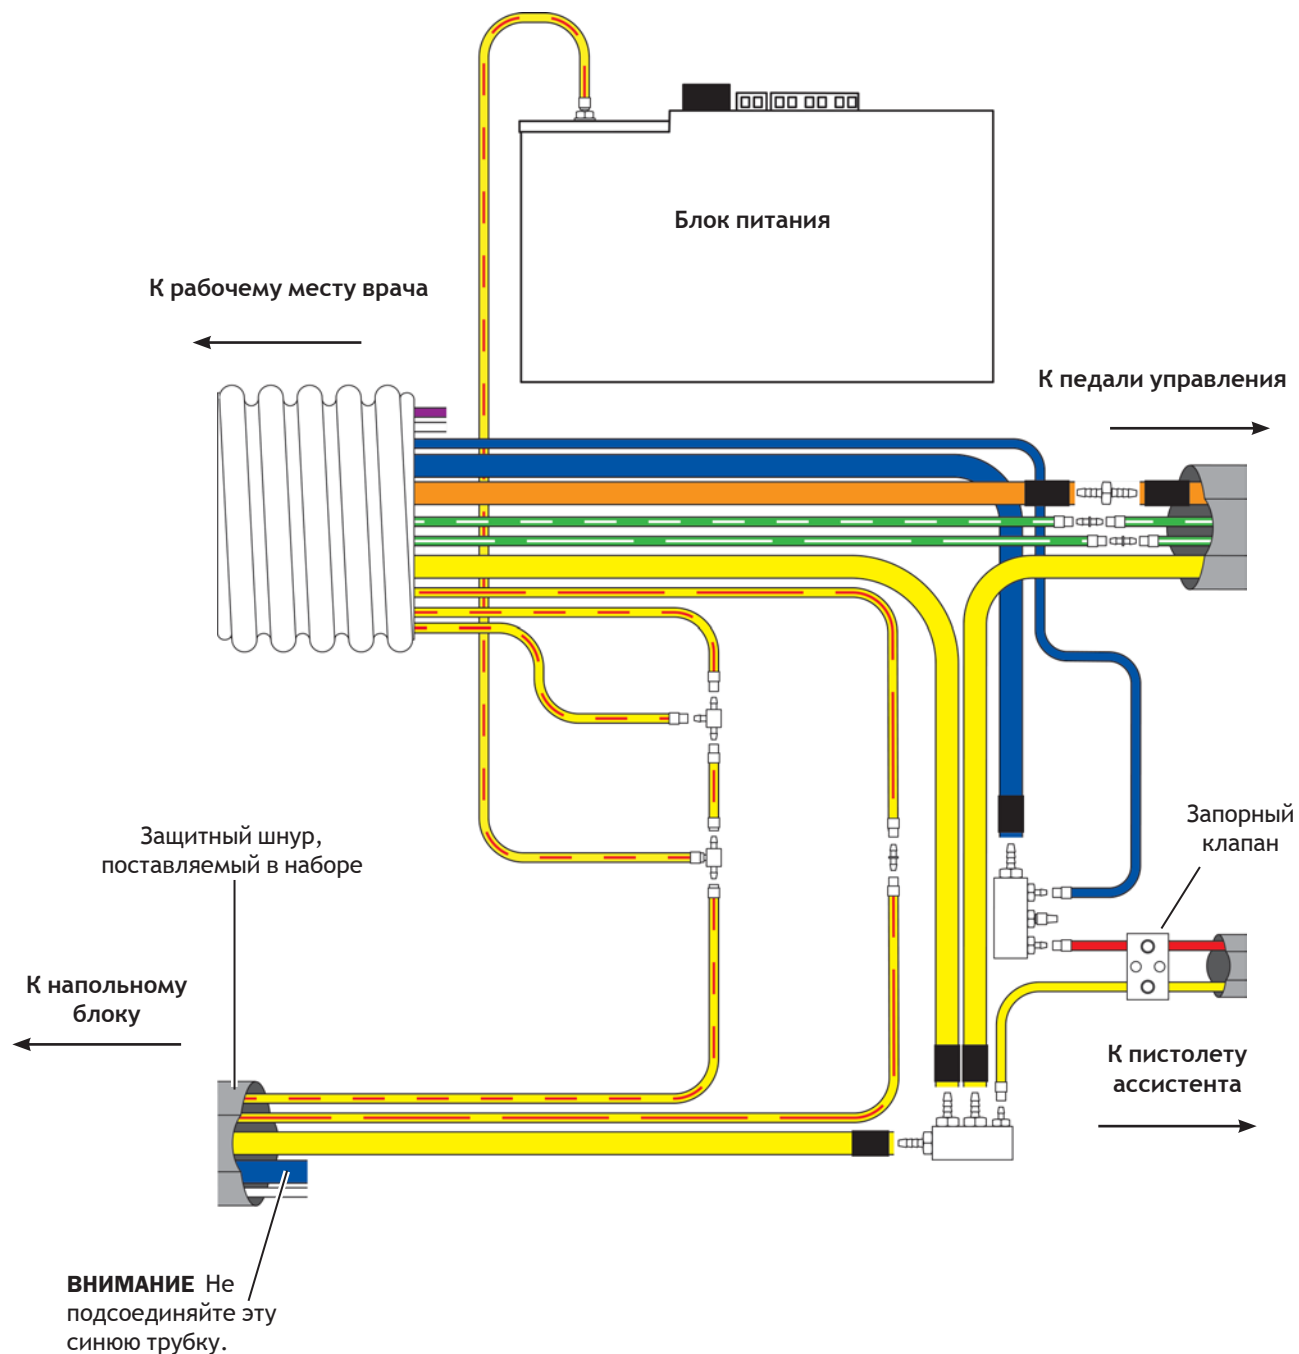 Блок питания
К рабочему месту врача
К педали управления
Защитный шнур,
поставляемый в наборе
Запорный
клапан
К напольному
блоку
К пистолету
ассистента
ВНИМАНИЕ Не
подсоединяйте эту
синюю трубку.